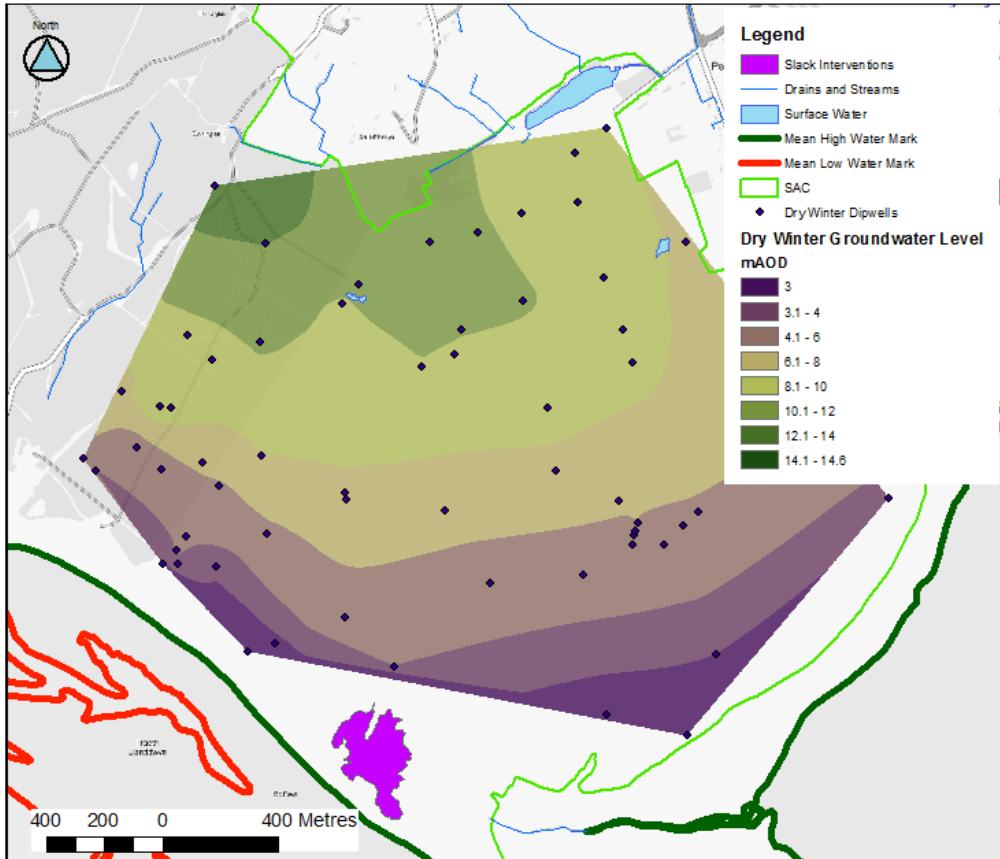 North
Legend
Slack Interventions
Drains and Streams
Surface Water
Mean High Water Mark
Mean Low Water Mark
SAC
Dry Winter Dipwells
Dry Winter Groundwater Level
mAOD
3
3.1 - 4
4.1 - 6
6.1 - 8
8.1 - 10
10.1 - 12
12.1 - 14
14.1 - 14.6
Pe
400 200 0 400 Metres